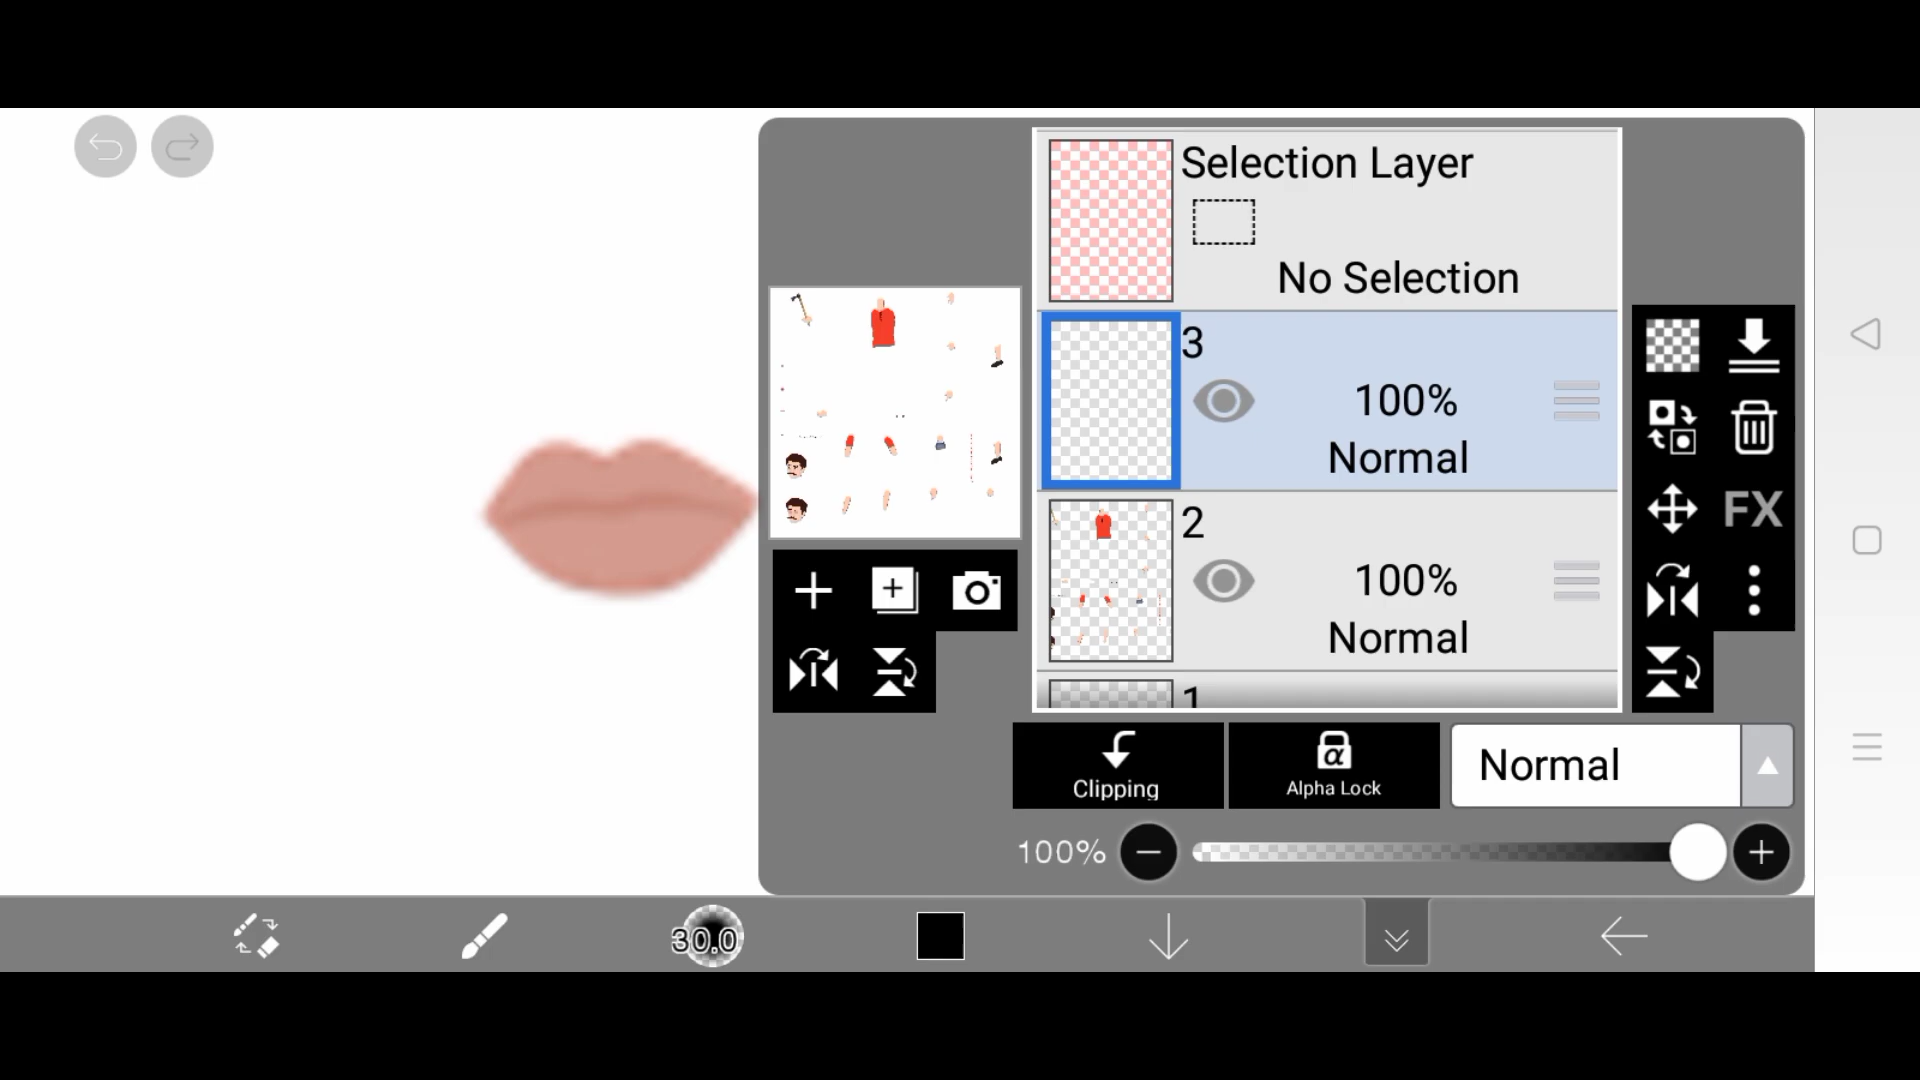 Selection Layer
No Selection
3
100%
Normal
2
100%
Normal
1
FX
Clipping
α
Alpha Lock
Normal
100%
30.0